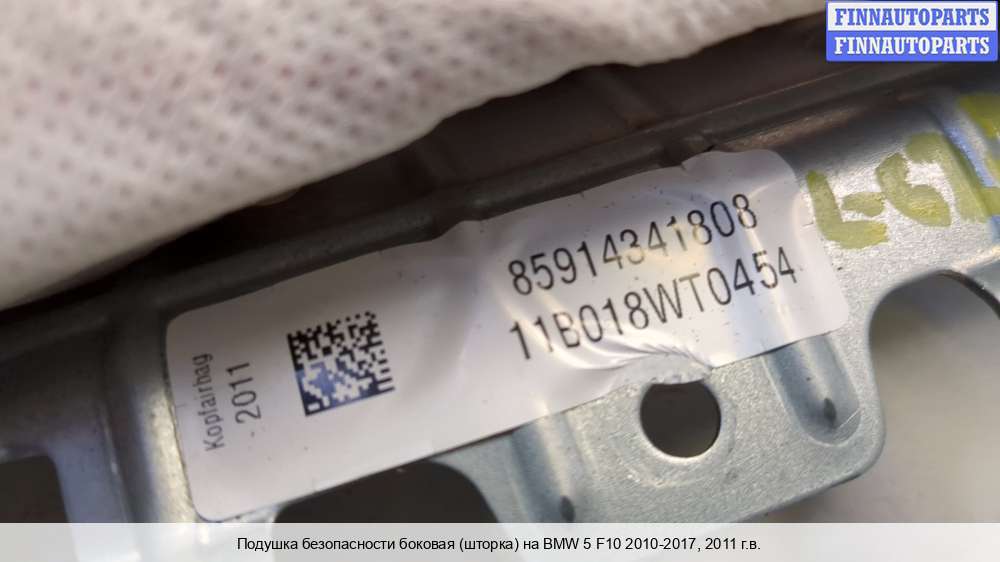 FINNAUTOPARTS
FINNAUTOPARTS
85914341808
11B018WT0454
Kopfairbag
2011
Подушка безопасности боковая (шторка) на BMW 5 F10 2010-2017, 2011 г.в.